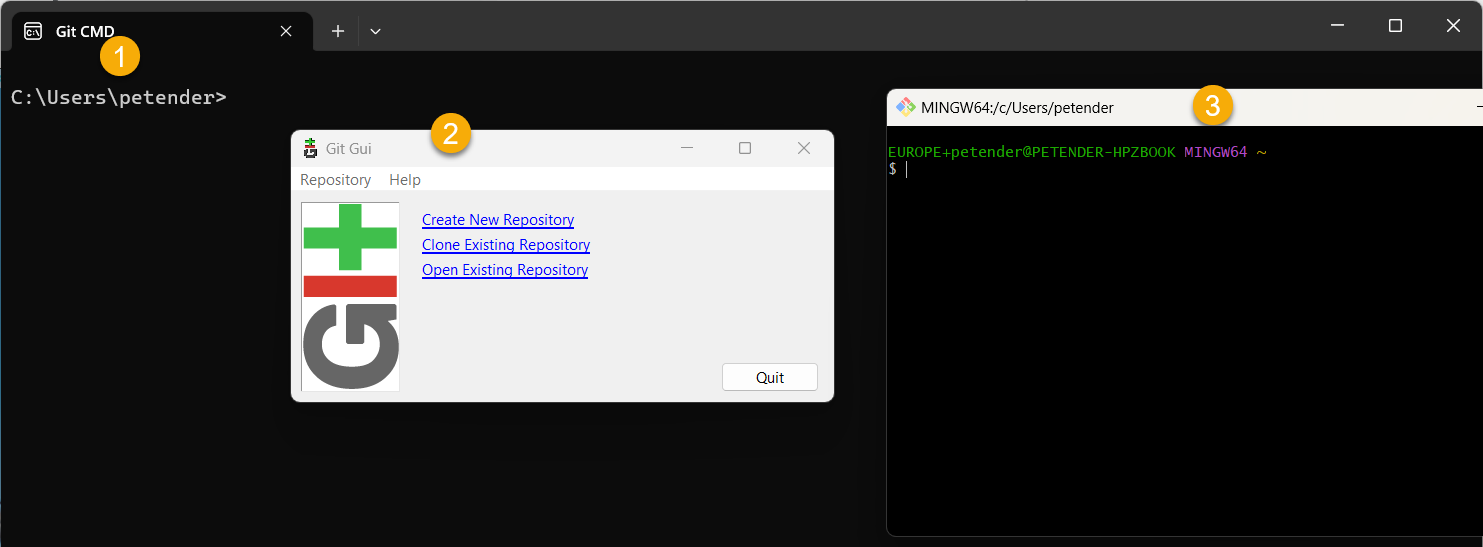 Git CMD
1
C:\Users\petender>
2
Git Gui
Repository Help
Create New Repository
Clone Existing Repository
Open Existing Repository
git
Quit
3
MINGW64:/c/Users/petender
EUROPE+petender@PETENDER-HPZBOOK MINGW64 ~
$